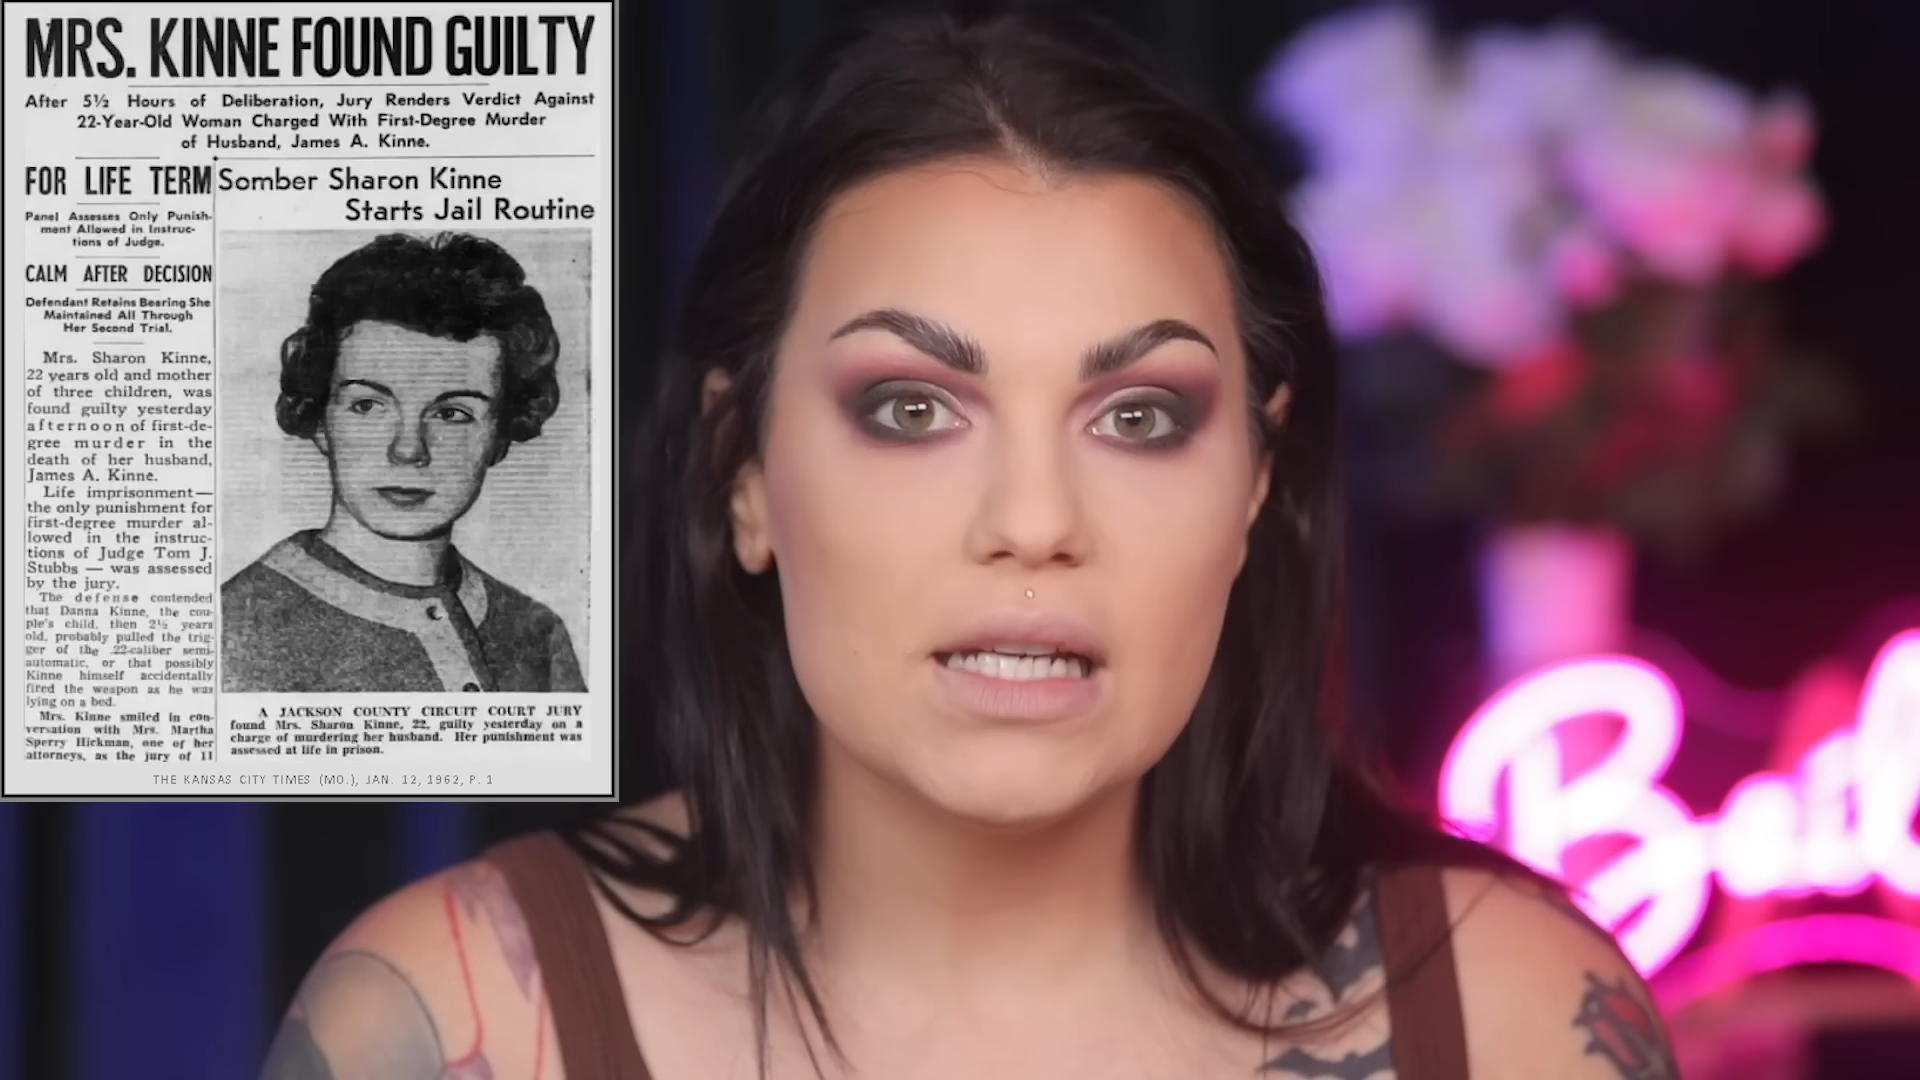 MRS. KINNE FOUND GUILTY
After 5½ Hours of Deliberation, Jury Renders Verdict Against
22-Year-Old Woman Charged With First-Degree Murder
of Husband, James A. Kinne.
FOR LIFE TERM
Panel Assesses Only Punish-
ment Allowed in Instruc-
tions of Judge.
CALM AFTER DECISION
Defendant Retains Bearing She
Maintained All Through
Her Second Trial.
Mrs. Sharon Kinne,
22 years old and mother
of three children, was
found guilty yesterday
afternoon of first-de-
gree murder in the
death of her husband,
James A. Kinne.
Life imprisonment—
the only punishment for
first-degree murder al-
lowed in the instruc-
tions of Judge Tom J.
Stubbs — was assessed
by the jury.
The defense contended
that Danna Kinne, the cou-
ple's child, then 2½ years
old, probably pulled the trig-
ger of the .22-caliber semi-
automatic, or that possibly
Kinne himself accidentally
fired the weapon as he was
lying on a bed.
Mrs. Kinne smiled in con-
versation with Mrs. Martha
Sperry Hickman, one of her
attorneys, as the jury of 11
Somber Sharon Kinne
Starts Jail Routine
A JACKSON COUNTY CIRCUIT COURT JURY
found Mrs. Sharon Kinne, 22, guilty yesterday on a
charge of murdering her husband. Her punishment was
assessed at life in prison.
THE KANSAS CITY TIMES (MO.), JAN. 12, 1962, P. 1